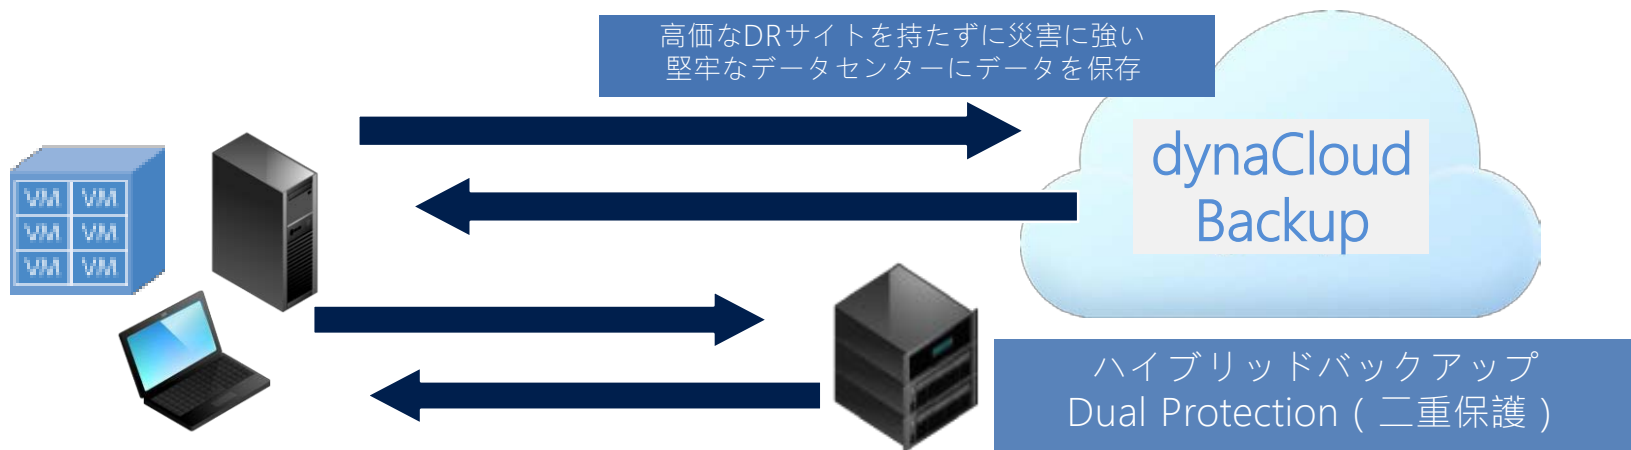 高価なDRサイトを持たずに災害に強い
堅牢なデータセンターにデータを保存
dynaCloud
Backup
VM VM
VM VM
VM VM
ハイブリッドバックアップ
Dual Protection ( 二重保護 )